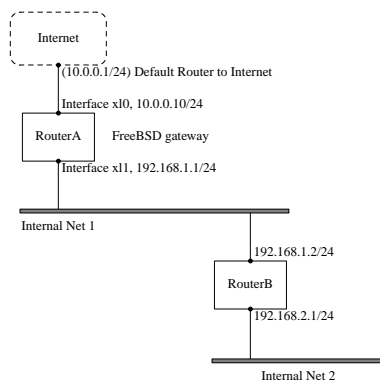 Internet
(10.0.0.1/24) Default Router to Internet
Interface xl0, 10.0.0.10/24
RouterA
FreeBSD gateway
Interface xl1, 192.168.1.1/24
Internal Net 1
192.168.1.2/24
RouterB
192.168.2.1/24
Internal Net 2